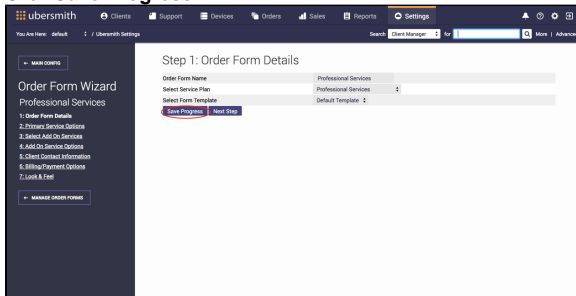 ubersmith
Clients
Support
Devices
Orders
Sales
Reports
Settings
You Are Here: default / Ubersmith Settings
Search Client Manager for
More | Advanced
← MAIN CONFIG
Order Form Wizard
Professional Services
1: Order Form Details
2: Primary Service Options
3: Select Add On Services
4: Add On Service Options
5: Client Contact Information
6: Billing/Payment Options
7: Look & Feel
← MANAGE ORDER FORMS
Step 1: Order Form Details
Order Form Name Professional Services
Select Service Plan Professional Services
Select Form Template Default Template
Save Progress Next Step